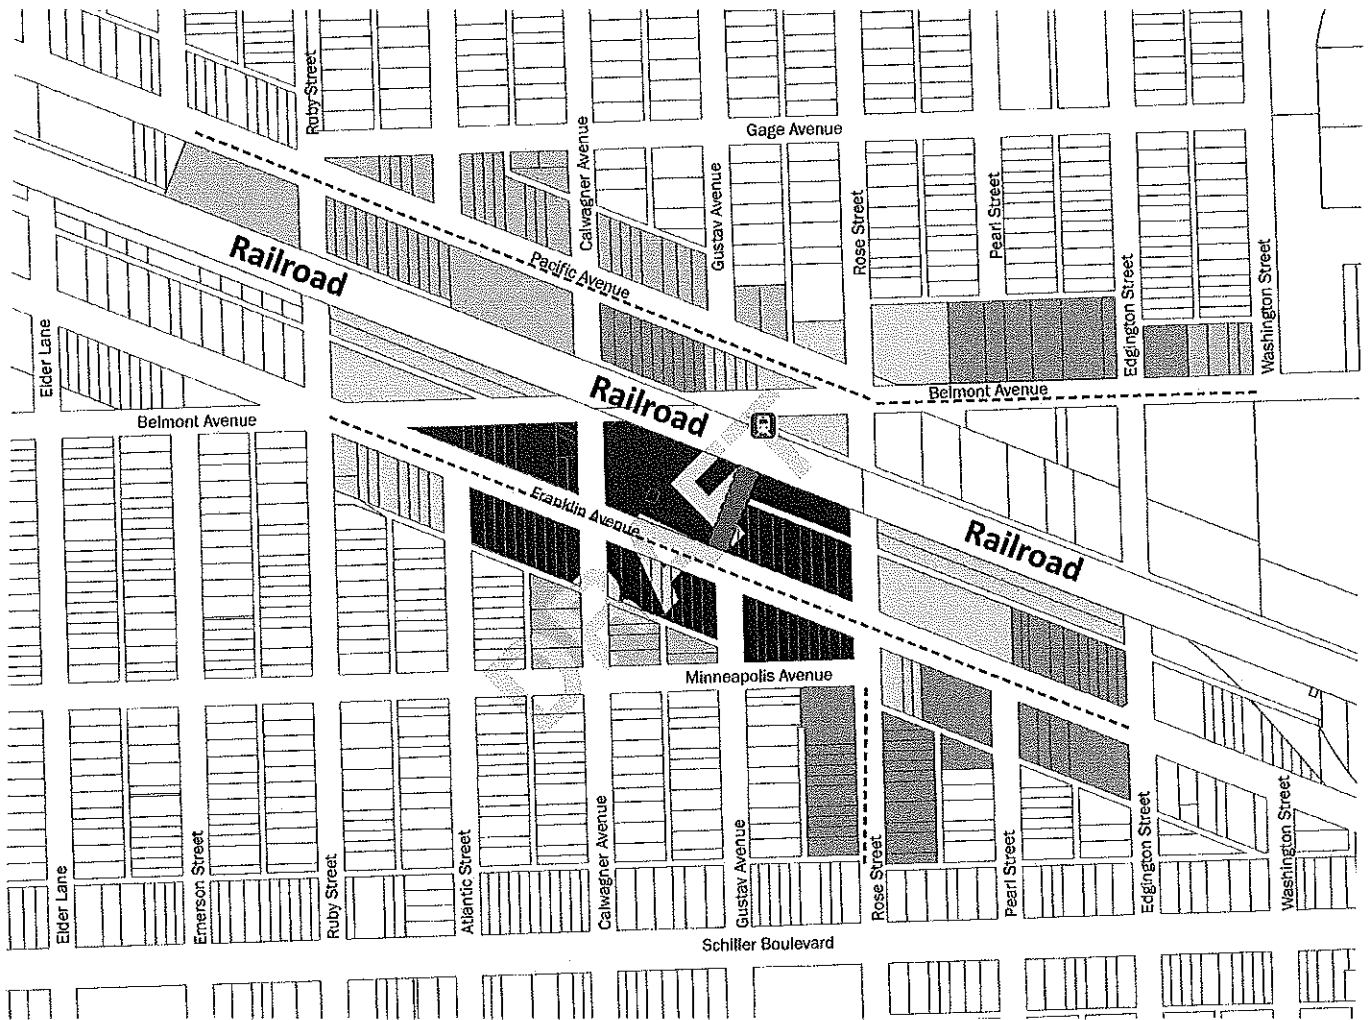 Ruby Street
Gage Avenue
Calwagner Avenue
Gustav Avenue
Rose Street
Pearl Street
Edgington Street
Washington Street
Pacific Avenue
Railroad
Elder Lane
Belmont Avenue
Railroad
Belmont Avenue
Franklin Avenue
Railroad
Minneapolis Avenue
Elder Lane
Emerson Street
Ruby Street
Atlantic Street
Calwagner Avenue
Gustav Avenue
Rose Street
Pearl Street
Edgington Street
Washington Street
Schiller Boulevard
DRAFT